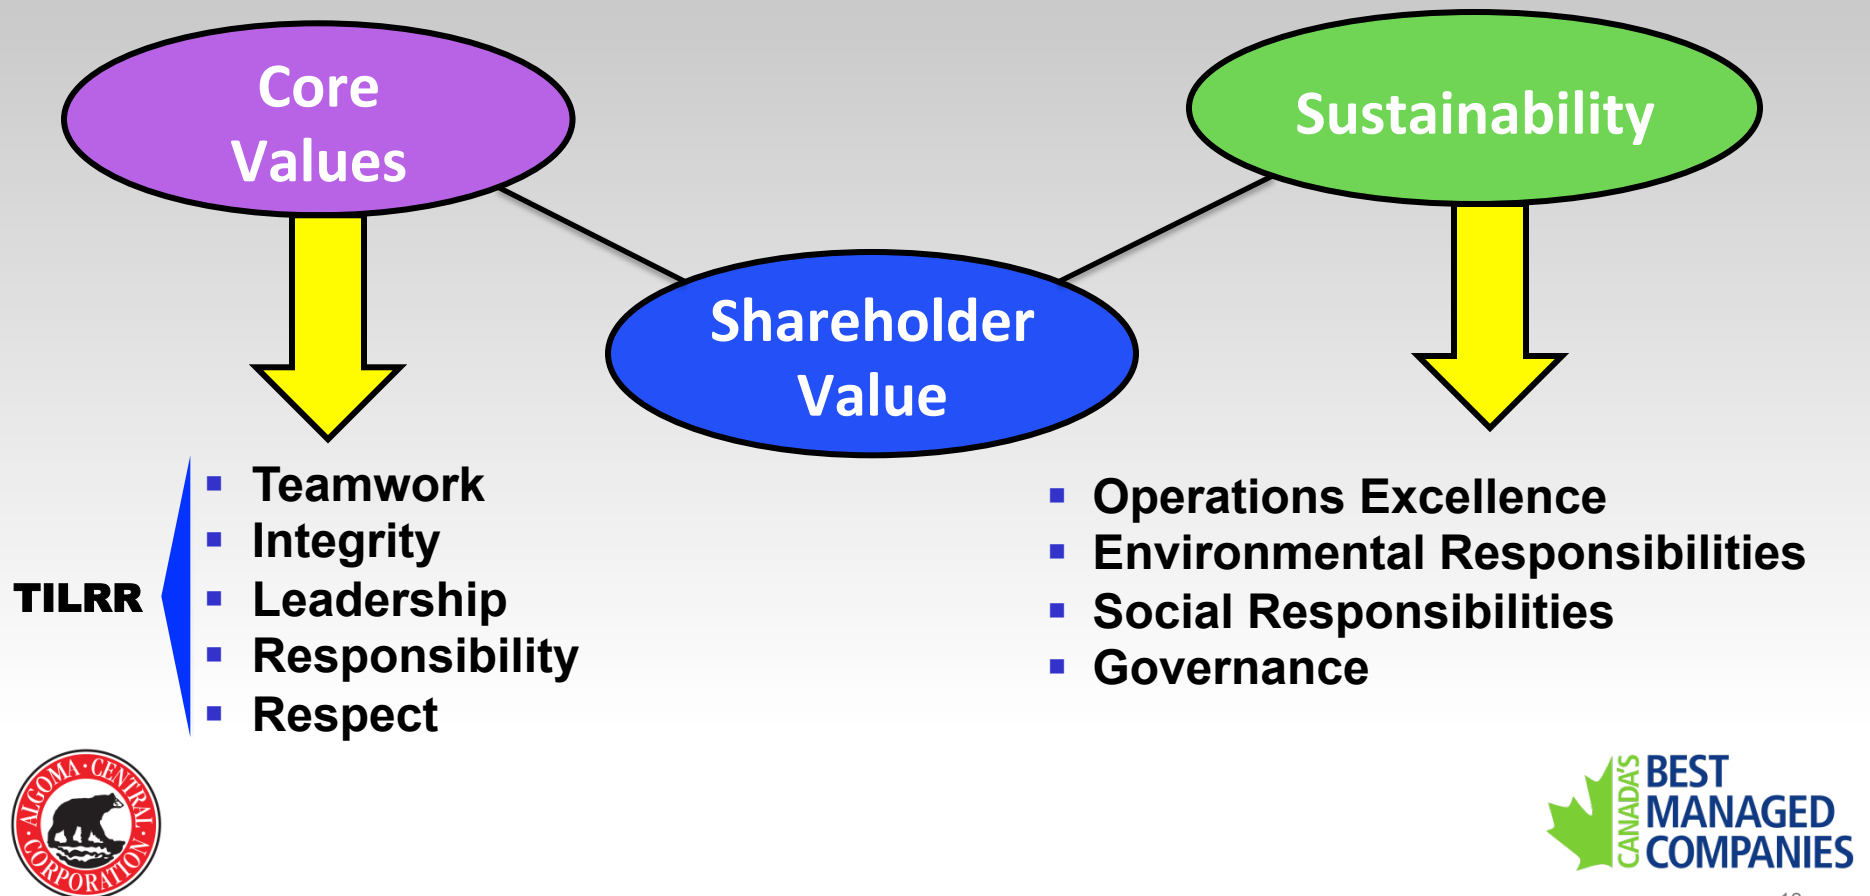 Core
Values
Sustainability
Shareholder
Value
TILRR
Teamwork
Integrity
Leadership
Responsibility
Respect
Operations Excellence
Environmental Responsibilities
Social Responsibilities
Governance
ALGOMA · CENTRAL · CORPORATION ·
CANADA'S
BEST
MANAGED
COMPANIES